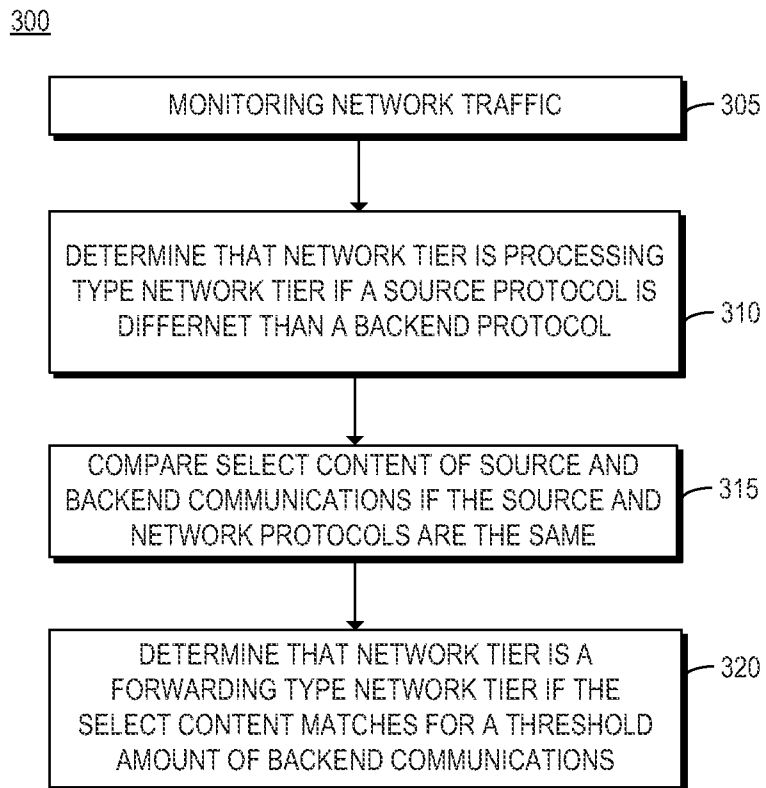 300
MONITORING NETWORK TRAFFIC
305
DETERMINE THAT NETWORK TIER IS PROCESSING
TYPE NETWORK TIER IF A SOURCE PROTOCOL IS
DIFFERNET THAN A BACKEND PROTOCOL
310
COMPARE SELECT CONTENT OF SOURCE AND
BACKEND COMMUNICATIONS IF THE SOURCE AND
NETWORK PROTOCOLS ARE THE SAME
315
DETERMINE THAT NETWORK TIER IS A
FORWARDING TYPE NETWORK TIER IF THE
SELECT CONTENT MATCHES FOR A THRESHOLD
AMOUNT OF BACKEND COMMUNICATIONS
320